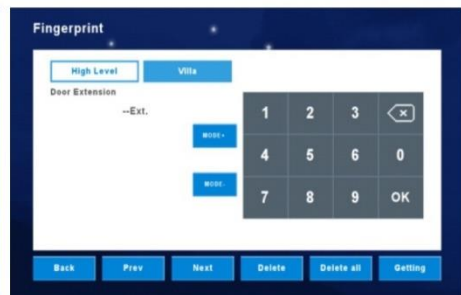 Fingerprint
High Level Villa
Door Extension
--Ext.
1 2 3
MODE+
4 5 6 0
MODE-
7 8 9 OK
Back Prev Next Delete Delete all Getting